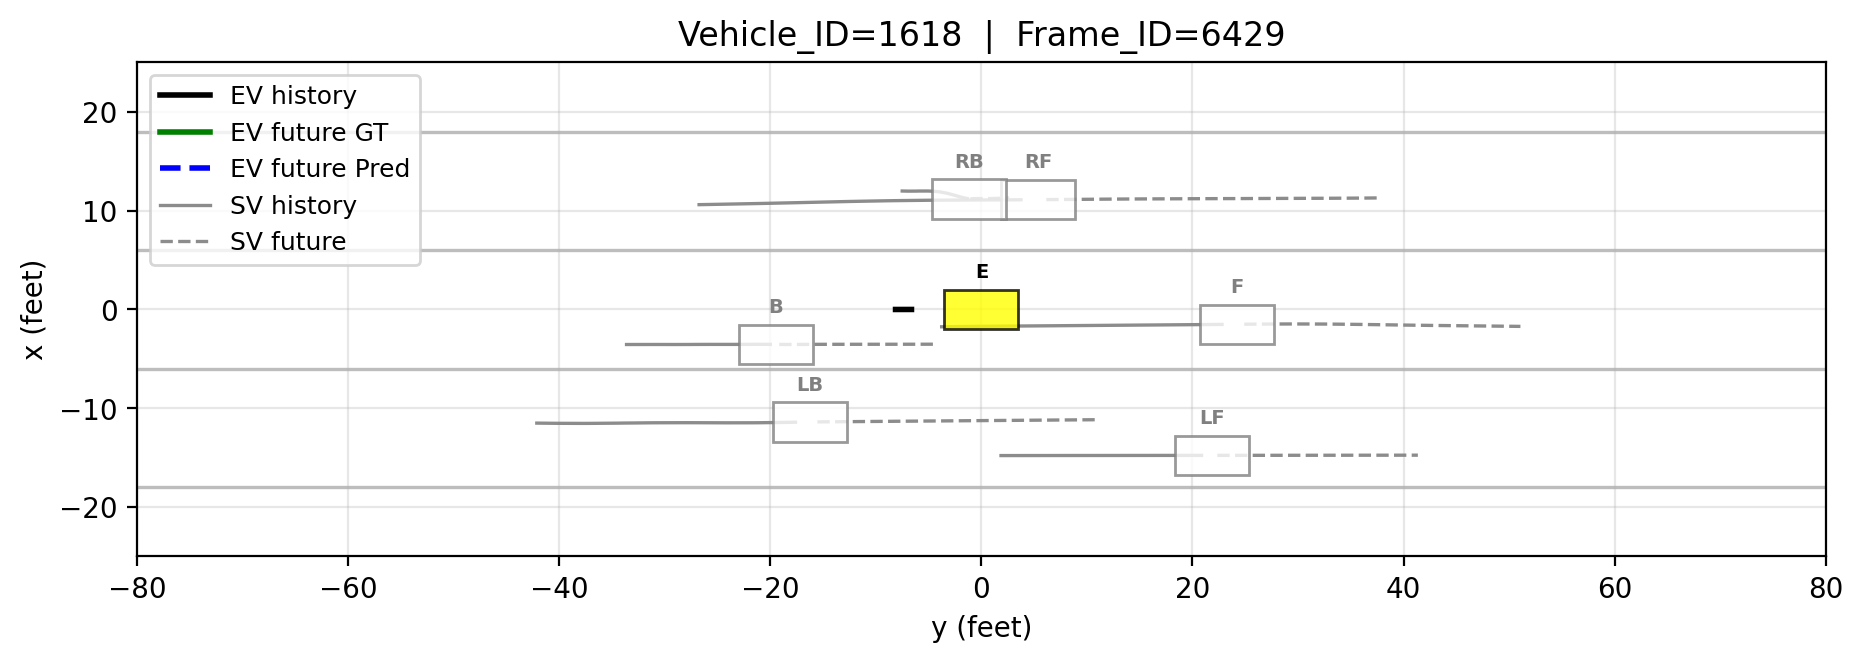 Vehicle_ID=1618 | Frame_ID=6429
EV history
EV future GT
EV future Pred
SV history
SV future
RB
RF
E
F
B
LB
LF
20
10
0
−10
−20
x (feet)
−80
−60
−40
−20
0
20
40
60
80
y (feet)